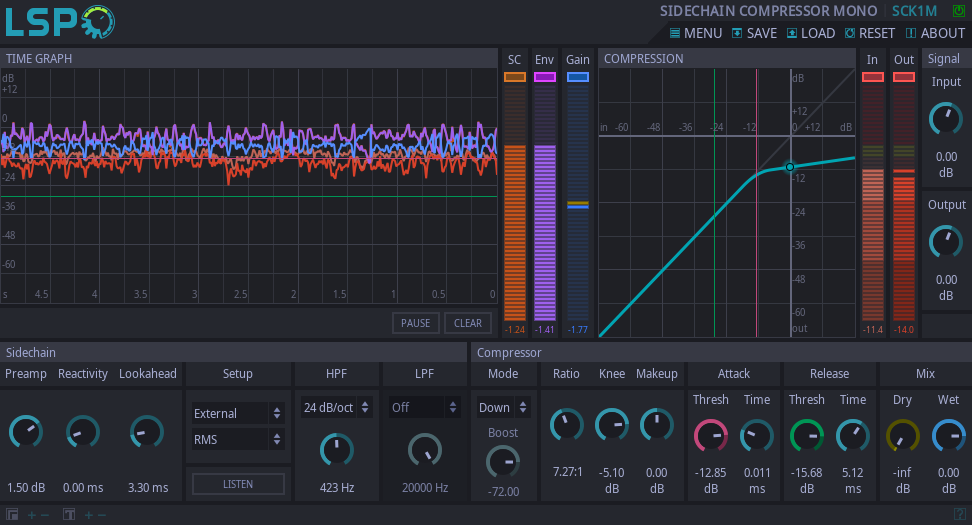 LSP
SIDECHAIN COMPRESSOR MONO SCK1M
MENU SAVE LOAD RESET ABOUT
TIME GRAPH
dB
+12
0
-24
-36
-48
-60
s 4.5 4 3.5 3 2.5 2 1.5 1 0.5 0
PAUSE CLEAR
SC Env Gain
-1.24 -1.41 -1.77
COMPRESSION
dB
+12
in -60 -48 -36 -24 -12 0 +12 dB
-12
-24
-36
-48
-60
out
In Out
-11.4 -14.0
Signal
Input
0.00
dB
Output
0.00
dB
Sidechain
Preamp Reactivity Lookahead
1.50 dB 0.00 ms 3.30 ms
Setup
External
RMS
LISTEN
HPF
24 dB/oct
423 Hz
LPF
Off
20000 Hz
Compressor
Mode
Down
Boost
-72.00
Ratio Knee Makeup
7.27:1 -5.10 0.00
dB dB
Attack
Thresh Time
-12.85 0.011
dB ms
Release
Thresh Time
-15.68 5.12
dB ms
Mix
Dry Wet
-inf 0.00
dB dB
+ - T + - ?